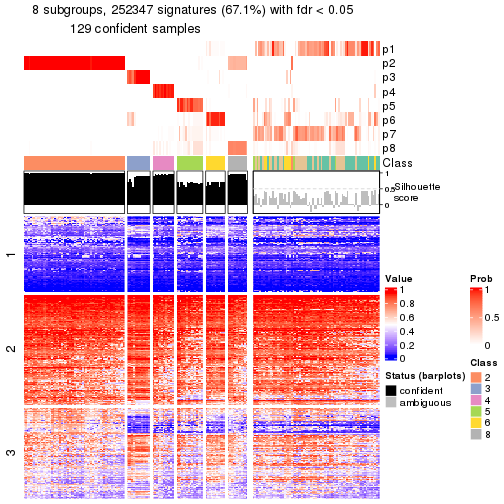 8 subgroups, 252347 signatures (67.1%) with fdr < 0.05
129 confident samples
p1
p2
p3
p4
p5
p6
p7
p8
Class
1
0.5
0
Silhouette
score
1
2
3
Value
1
0.8
0.6
0.4
0.2
0
Prob
1
0.5
0
Status (barplots)
confident
ambiguous
Class
2
3
4
5
6
8